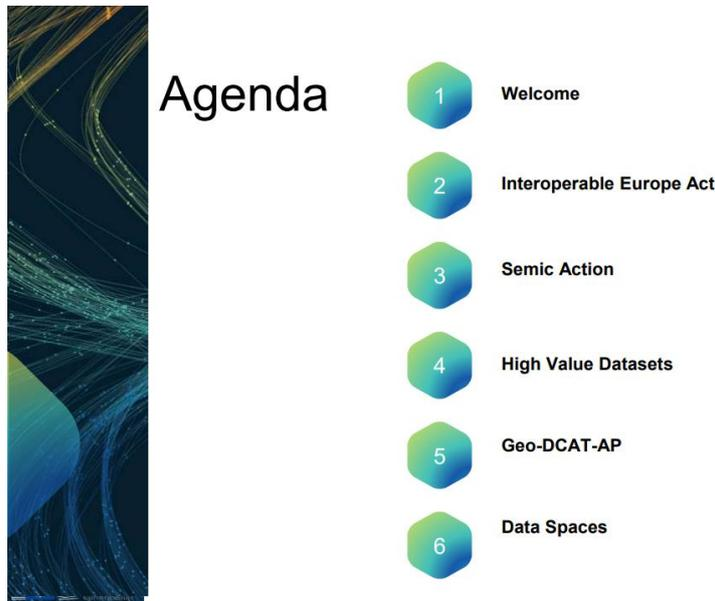 Agenda
1 Welcome
2 Interoperable Europe Act
3 Semic Action
4 High Value Datasets
5 Geo-DCAT-AP
6 Data Spaces